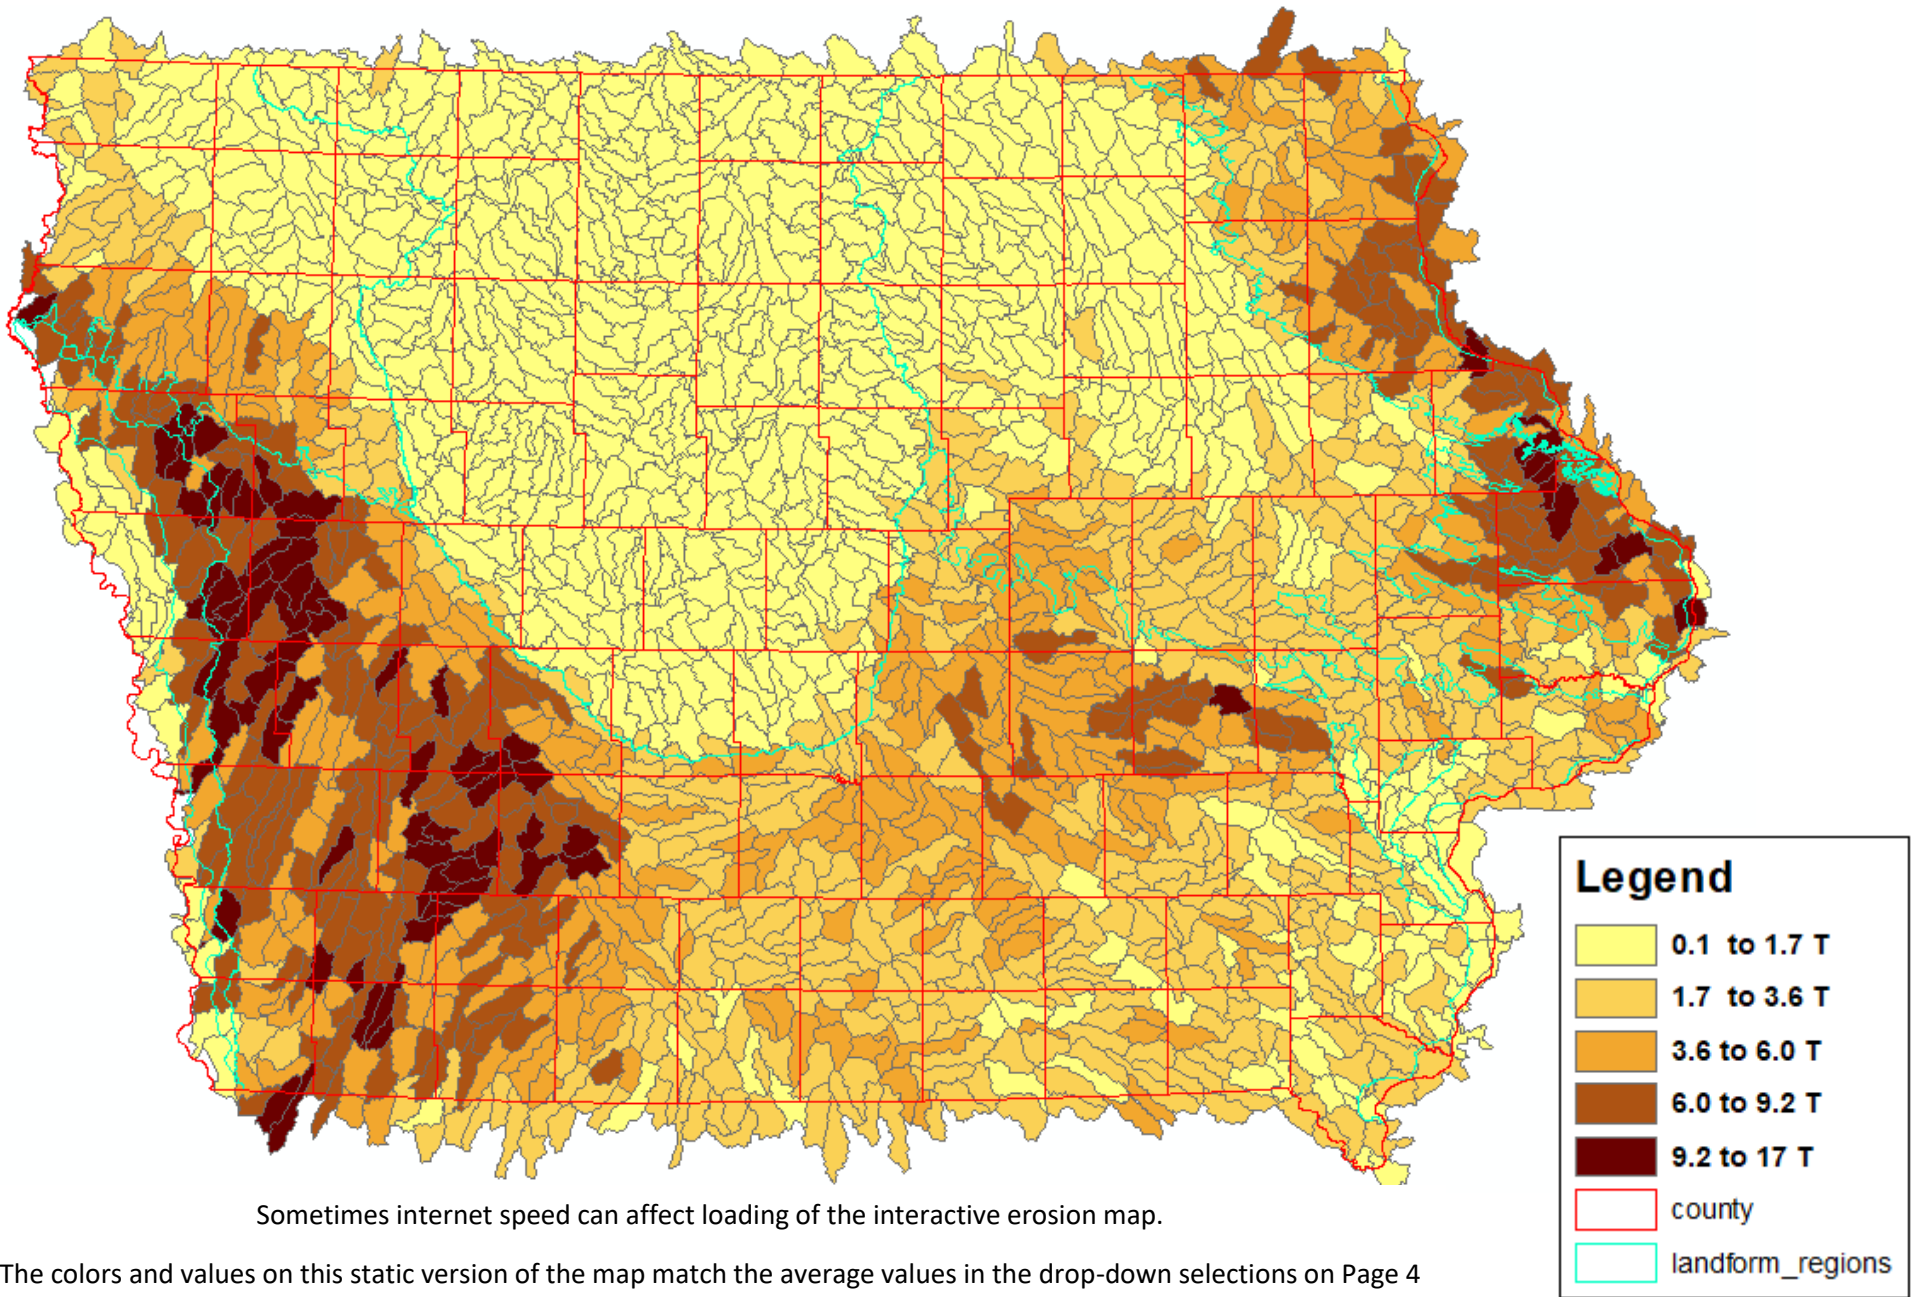 Legend
0.1 to 1.7 T
1.7 to 3.6 T
3.6 to 6.0 T
6.0 to 9.2 T
9.2 to 17 T
county
landform_regions
Sometimes internet speed can affect loading of the interactive erosion map.
The colors and values on this static version of the map match the average values in the drop-down selections on Page 4